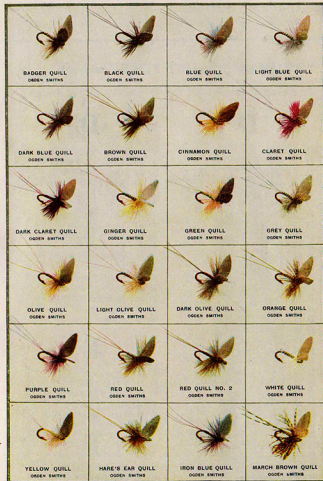 BADGER QUILL
OGDEN SMITHS
BLACK QUILL
OGDEN SMITHS
BLUE QUILL
OGDEN SMITHS
LIGHT BLUE QUILL
OGDEN SMITHS
DARK BLUE QUILL
OGDEN SMITHS
BROWN QUILL
OGDEN SMITHS
CINNAMON QUILL
OGDEN SMITHS
CLARET QUILL
OGDEN SMITHS
DARK CLARET QUILL
OGDEN SMITHS
GINGER QUILL
OGDEN SMITHS
GREEN QUILL
OGDEN SMITHS
GREY QUILL
OGDEN SMITHS
OLIVE QUILL
OGDEN SMITHS
LIGHT OLIVE QUILL
OGDEN SMITHS
DARK OLIVE QUILL
OGDEN SMITHS
ORANGE QUILL
OGDEN SMITHS
PURPLE QUILL
OGDEN SMITHS
RED QUILL
OGDEN SMITHS
RED QUILL NO. 2
OGDEN SMITHS
WHITE QUILL
OGDEN SMITHS
YELLOW QUILL
OGDEN SMITHS
HARE'S EAR QUILL
OGDEN SMITHS
IRON BLUE QUILL
OGDEN SMITHS
MARCH BROWN QUILL
OGDEN SMITHS